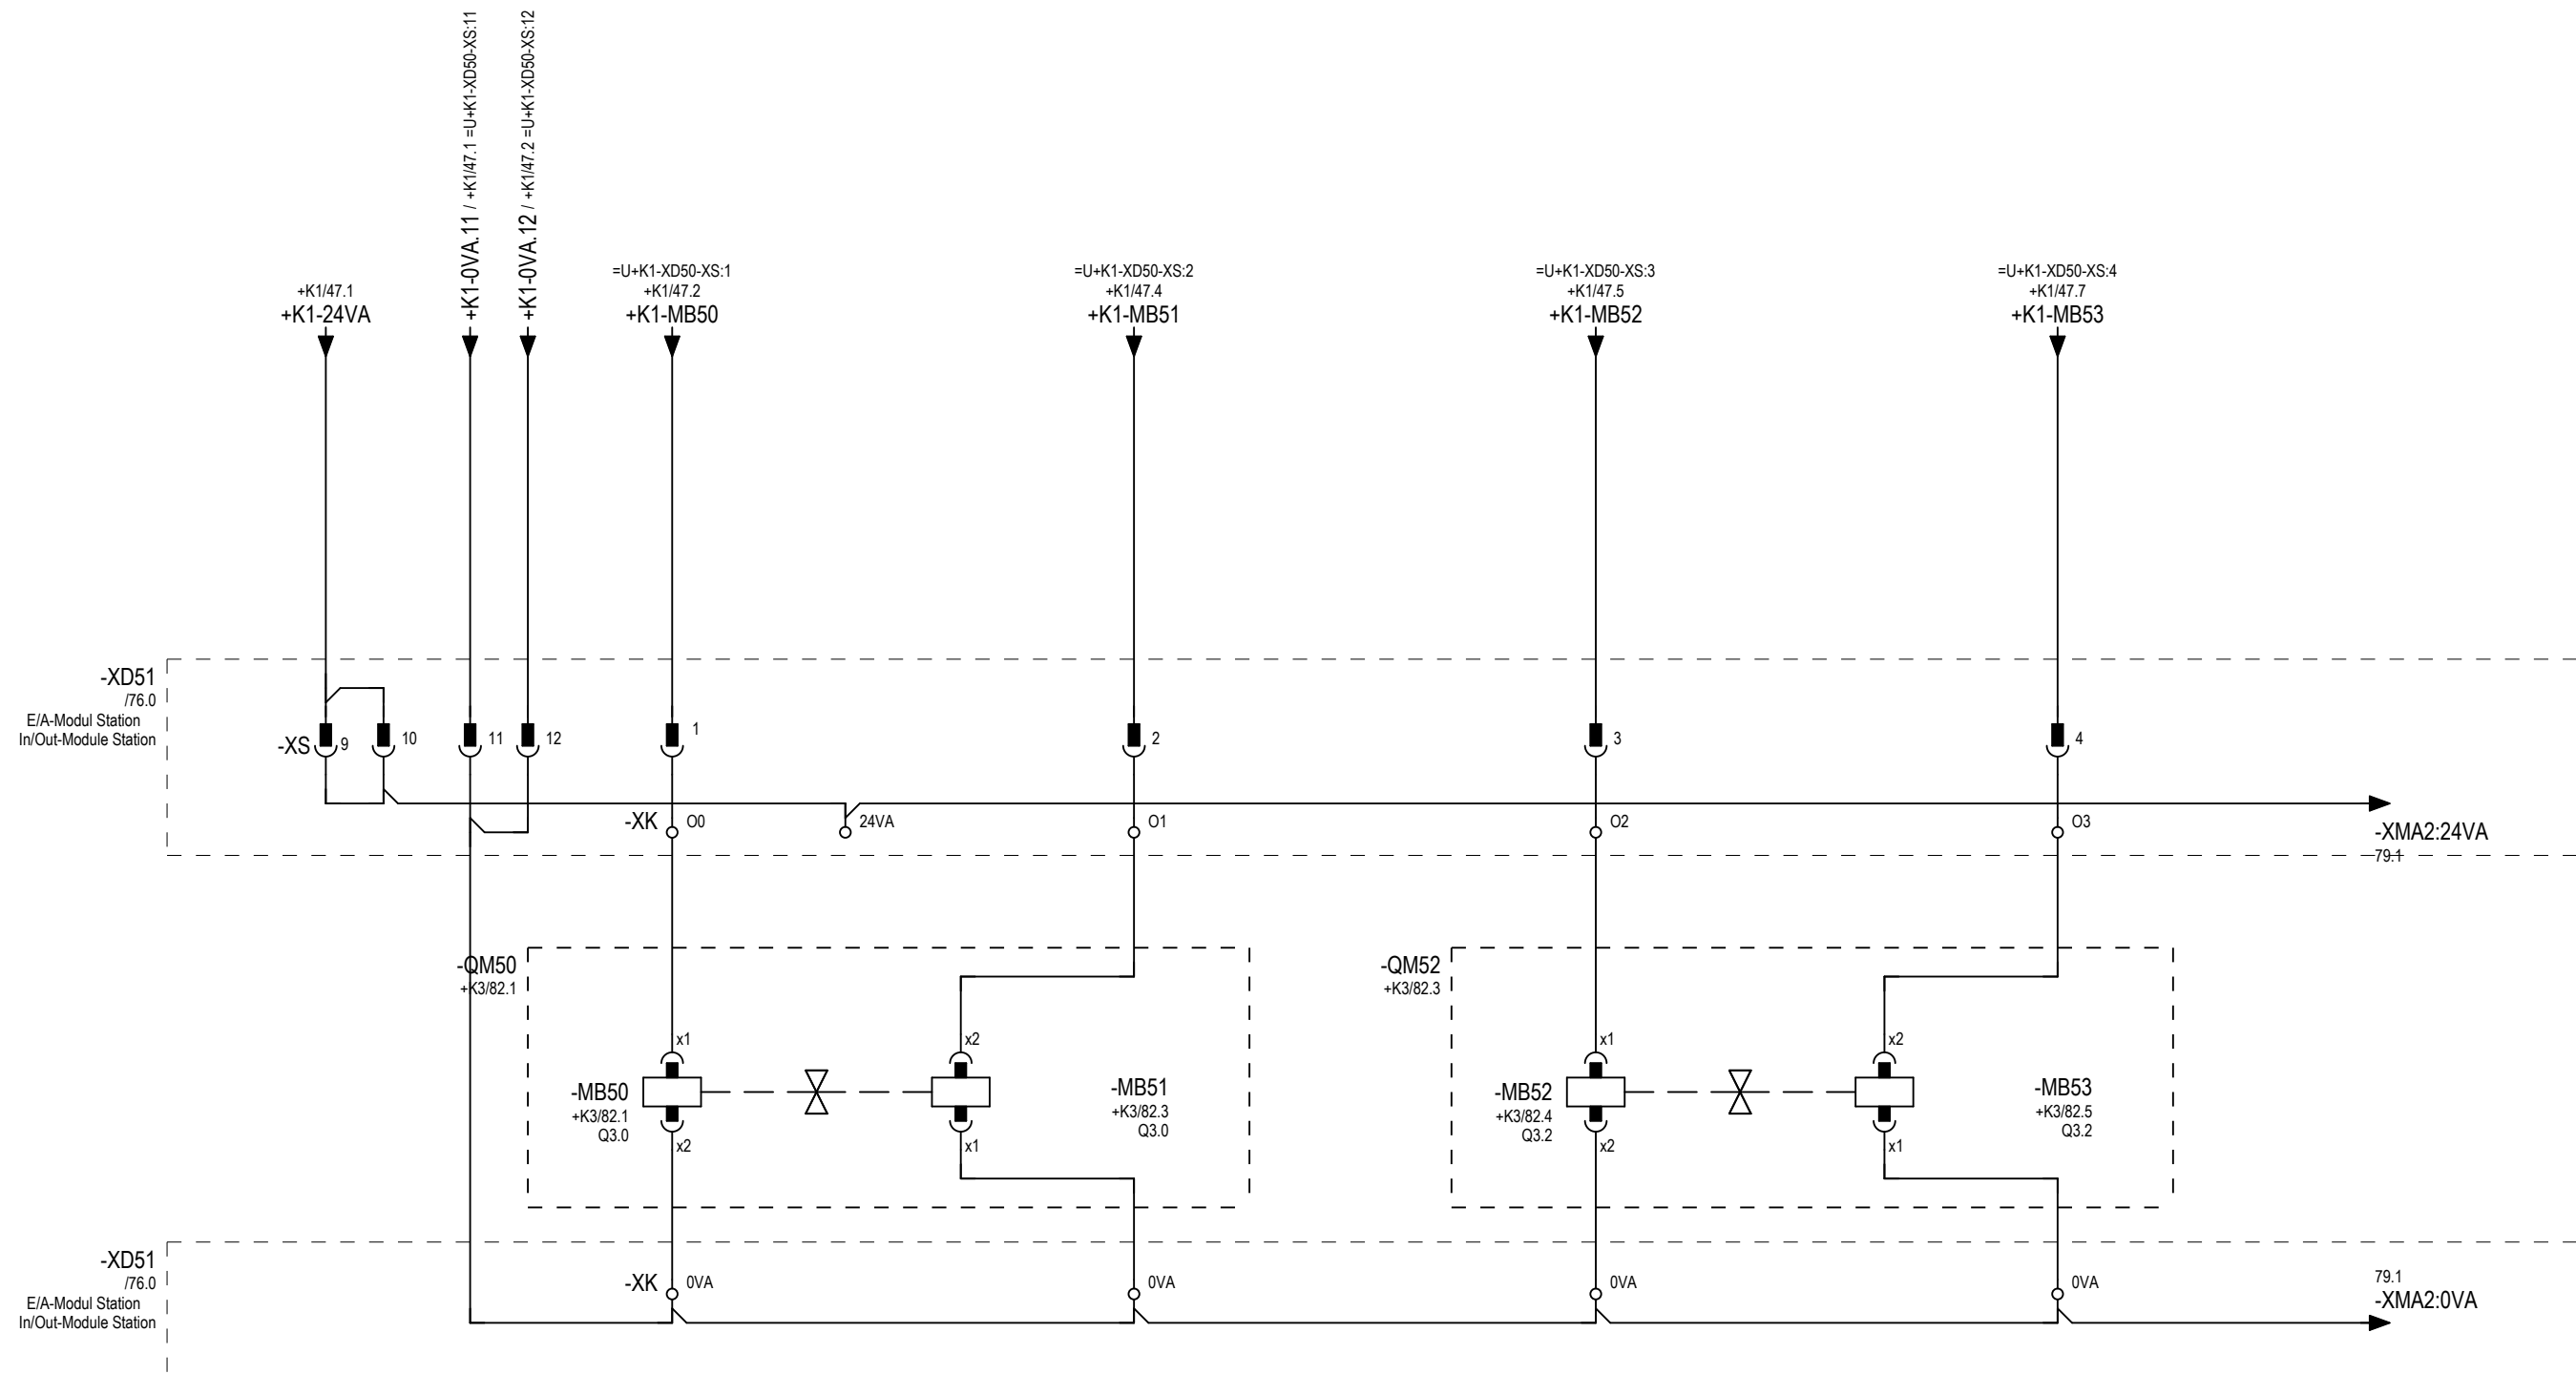 +K1-0VA.11 / +K1/47.1 =U+K1-XD50-XS:11
+K1-0VA.12 / +K1/47.2 =U+K1-XD50-XS:12
+K1/47.1
+K1-24VA
=U+K1-XD50-XS:1
+K1/47.2
+K1-MB50
=U+K1-XD50-XS:2
+K1/47.4
+K1-MB51
=U+K1-XD50-XS:3
+K1/47.5
+K1-MB52
=U+K1-XD50-XS:4
+K1/47.7
+K1-MB53
-XD51
/76.0
E/A-Modul Station
In/Out-Module Station
-XS
9
10
11
12
1
2
3
4
-XK
O0
24VA
O1
O2
O3
-XMA2:24VA
79.1
-QM50
+K3/82.1
-QM52
+K3/82.3
x1
x2
x1
x2
-MB50
+K3/82.1
Q3.0
-MB51
+K3/82.3
Q3.0
-MB52
+K3/82.4
Q3.2
-MB53
+K3/82.5
Q3.2
x2
x1
x2
x1
-XD51
/76.0
E/A-Modul Station
In/Out-Module Station
-XK
0VA
0VA
0VA
0VA
79.1
-XMA2:0VA